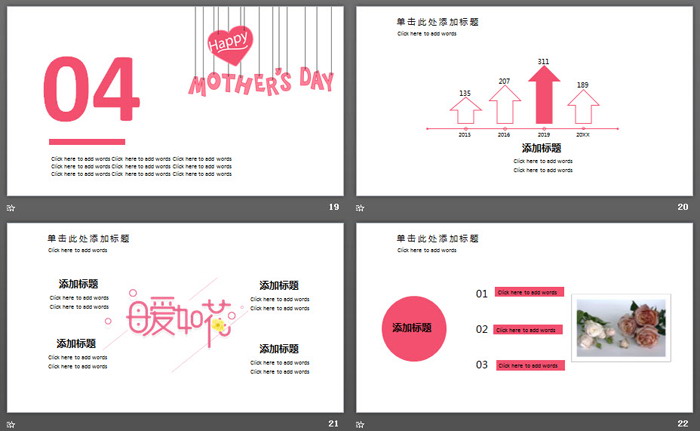 04
Happy
MOTHER'S DAY
Click here to add words Click here to add words Click here to add words
Click here to add words Click here to add words Click here to add words
Click here to add words Click here to add words Click here to add words
19
单击此处添加标题
Click here to add words
135
207
311
189
2015
2016
2019
20XX
添加标题
Click here to add words
Click here to add words
20
单击此处添加标题
Click here to add words
添加标题
Click here to add words
Click here to add words
添加标题
Click here to add words
Click here to add words
母爱如花
添加标题
Click here to add words
Click here to add words
添加标题
Click here to add words
Click here to add words
21
单击此处添加标题
Click here to add words
添加标题
01
Click here to add words
02
Click here to add words
03
Click here to add words
22